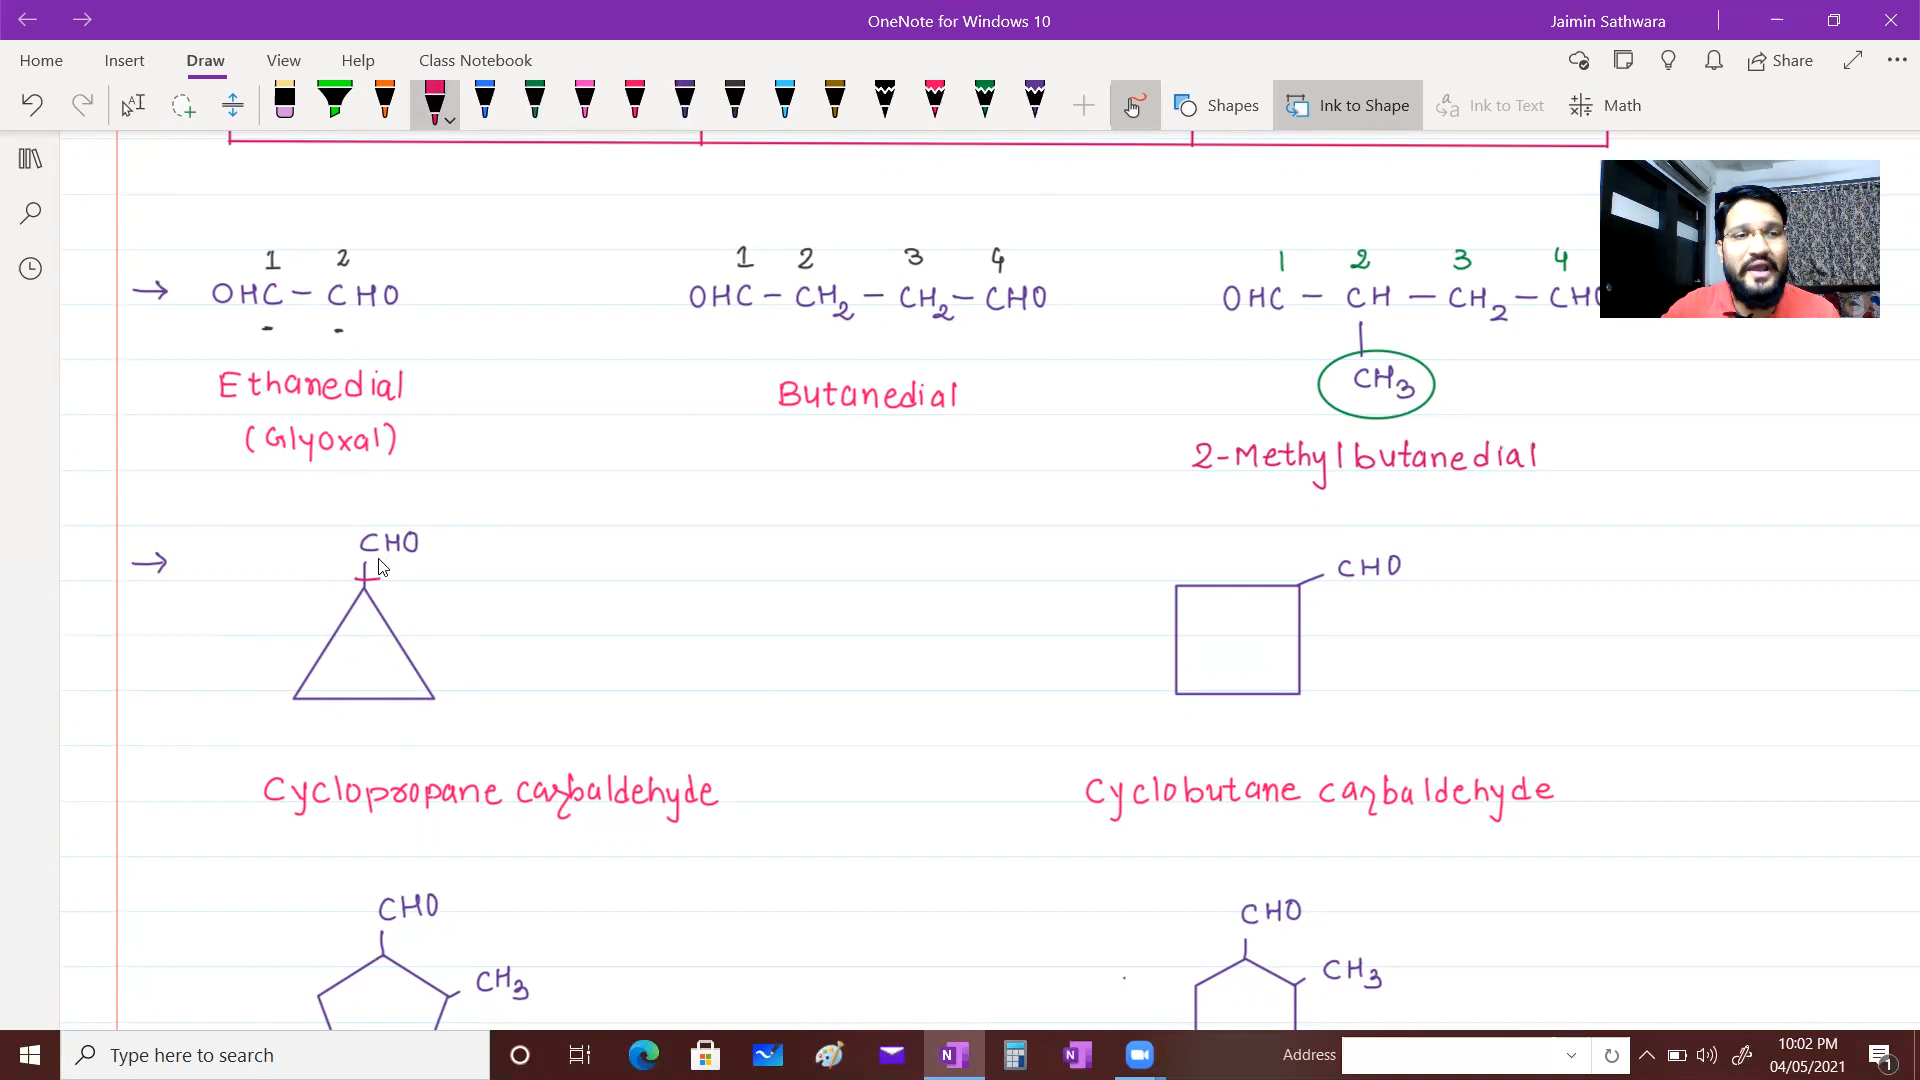 OneNote for Windows 10
Jaimin Sathwara
Home Insert Draw View Help Class Notebook
Share
Shapes Ink to Shape Ink to Text Math
1 2
→ OHC – CHO
Ethanedial
(Glyoxal)
1 2 3 4
OHC – CH2 – CH2 – CHO
Butanedial
1 2 3 4
OHC – CH – CH2 – CHO
CH3
2-Methylbutanedial
→ CHO
Cyclopropane carbaldehyde
CHO
Cyclobutane carbaldehyde
CHO
CH3
CHO
CH3
Type here to search
Address
10:02 PM
04/05/2021
1